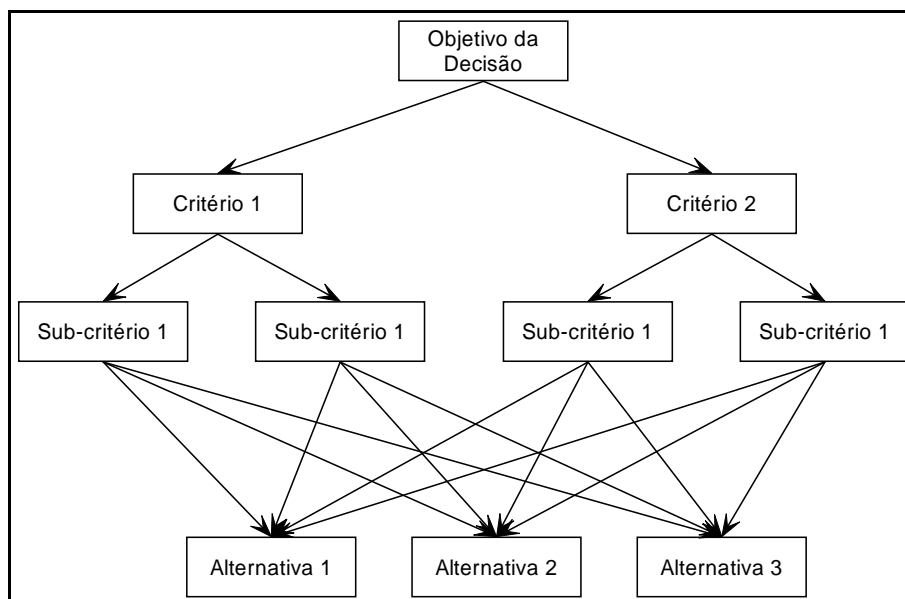 Objetivo da
Decisão
Critério 1
Critério 2
Sub-critério 1
Sub-critério 1
Sub-critério 1
Sub-critério 1
Alternativa 1
Alternativa 2
Alternativa 3